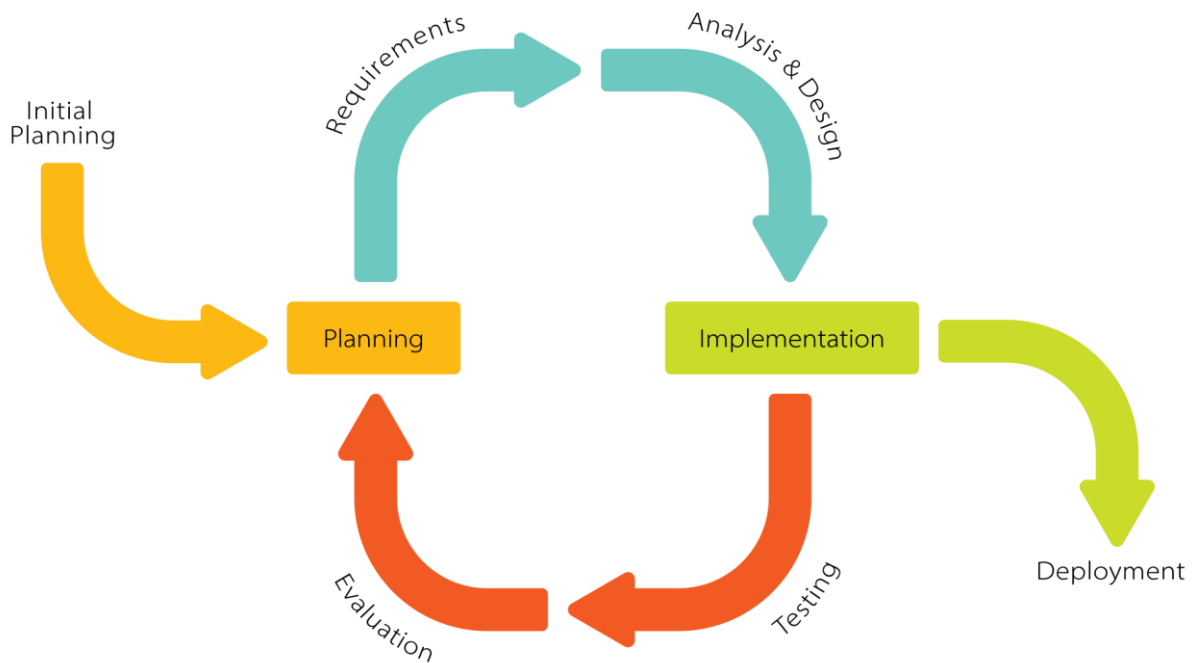 Initial
Planning
Requirements
Analysis & Design
Planning
Implementation
Evaluation
Testing
Deployment